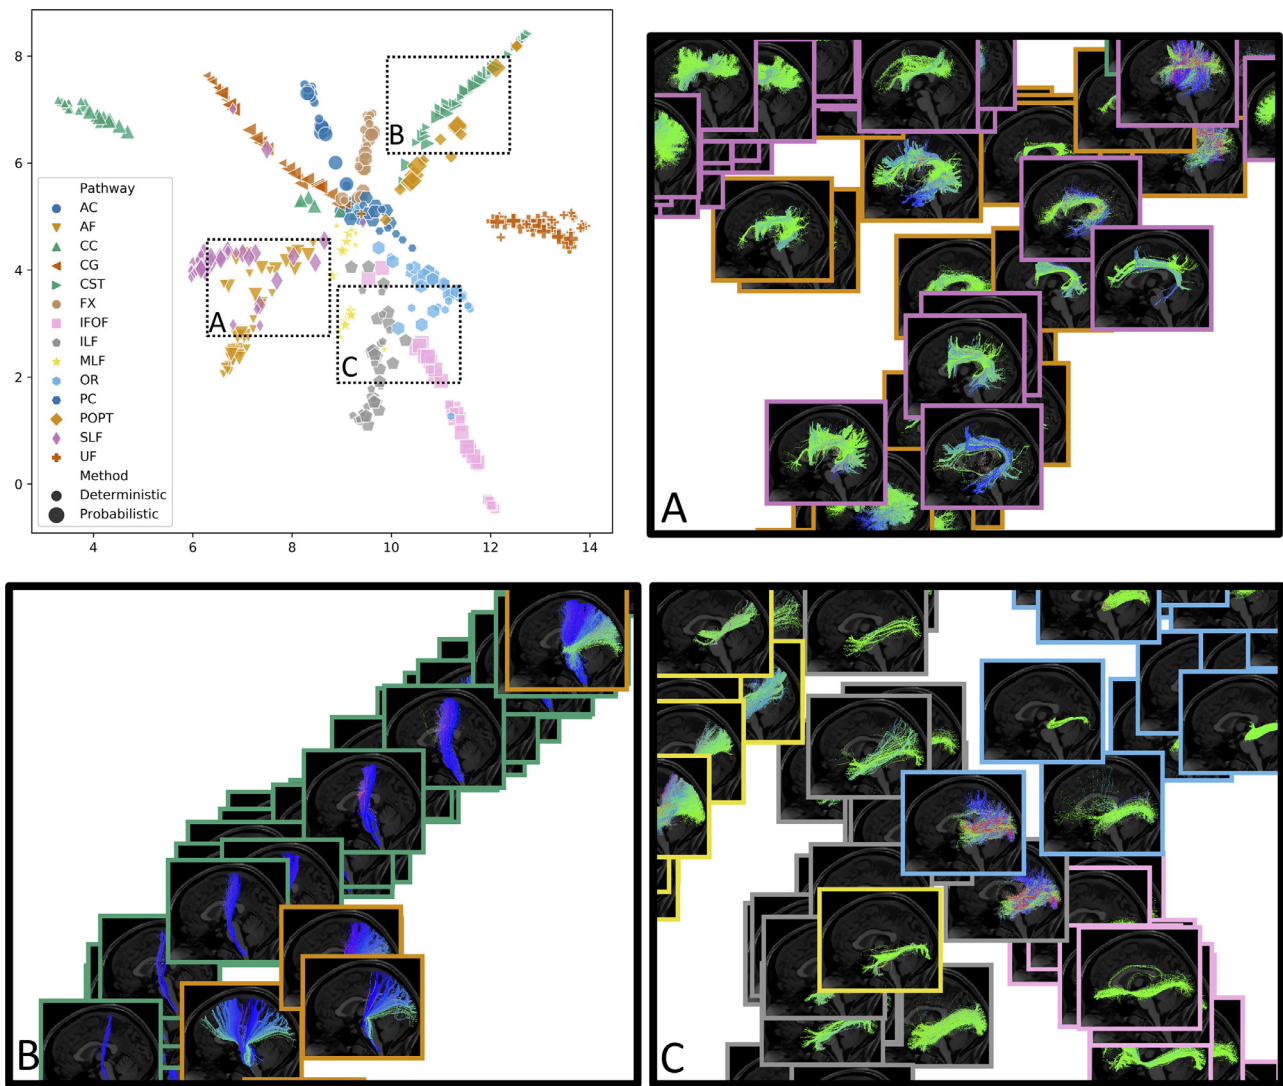 8
6
4
2
0
4
6
8
10
12
14
Pathway
AC
AF
CC
CG
CST
FX
IFOF
ILF
MLF
OR
PC
POPT
SLF
UF
Method
Deterministic
Probabilistic
B
A
C
A
B
C